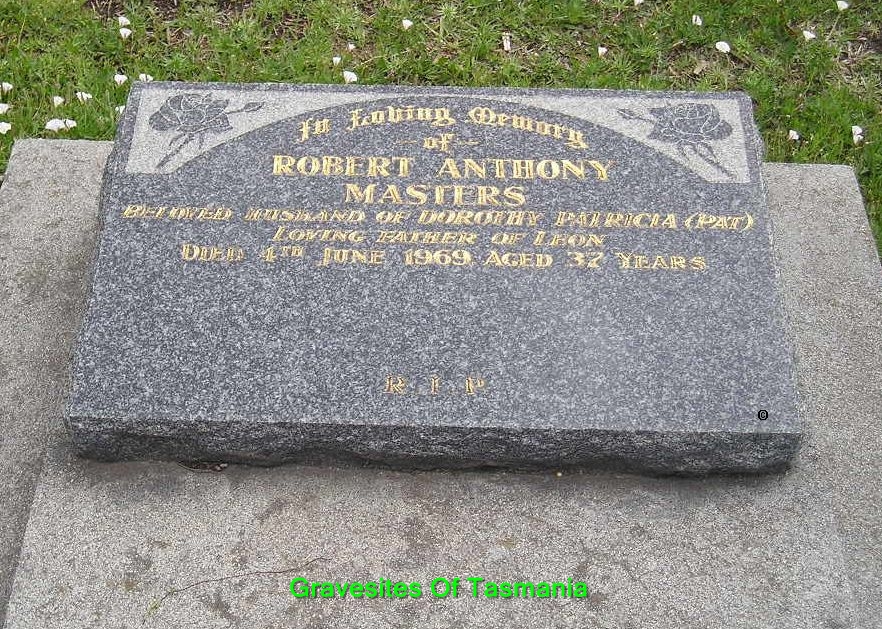 In Loving Memory
~ of ~
ROBERT ANTHONY
MASTERS
BELOVED HUSBAND OF DOROTHY PATRICIA (PAT)
LOVING FATHER OF LEON
DIED 4TH JUNE 1969 AGED 37 YEARS
R.I.P
Gravesites Of Tasmania